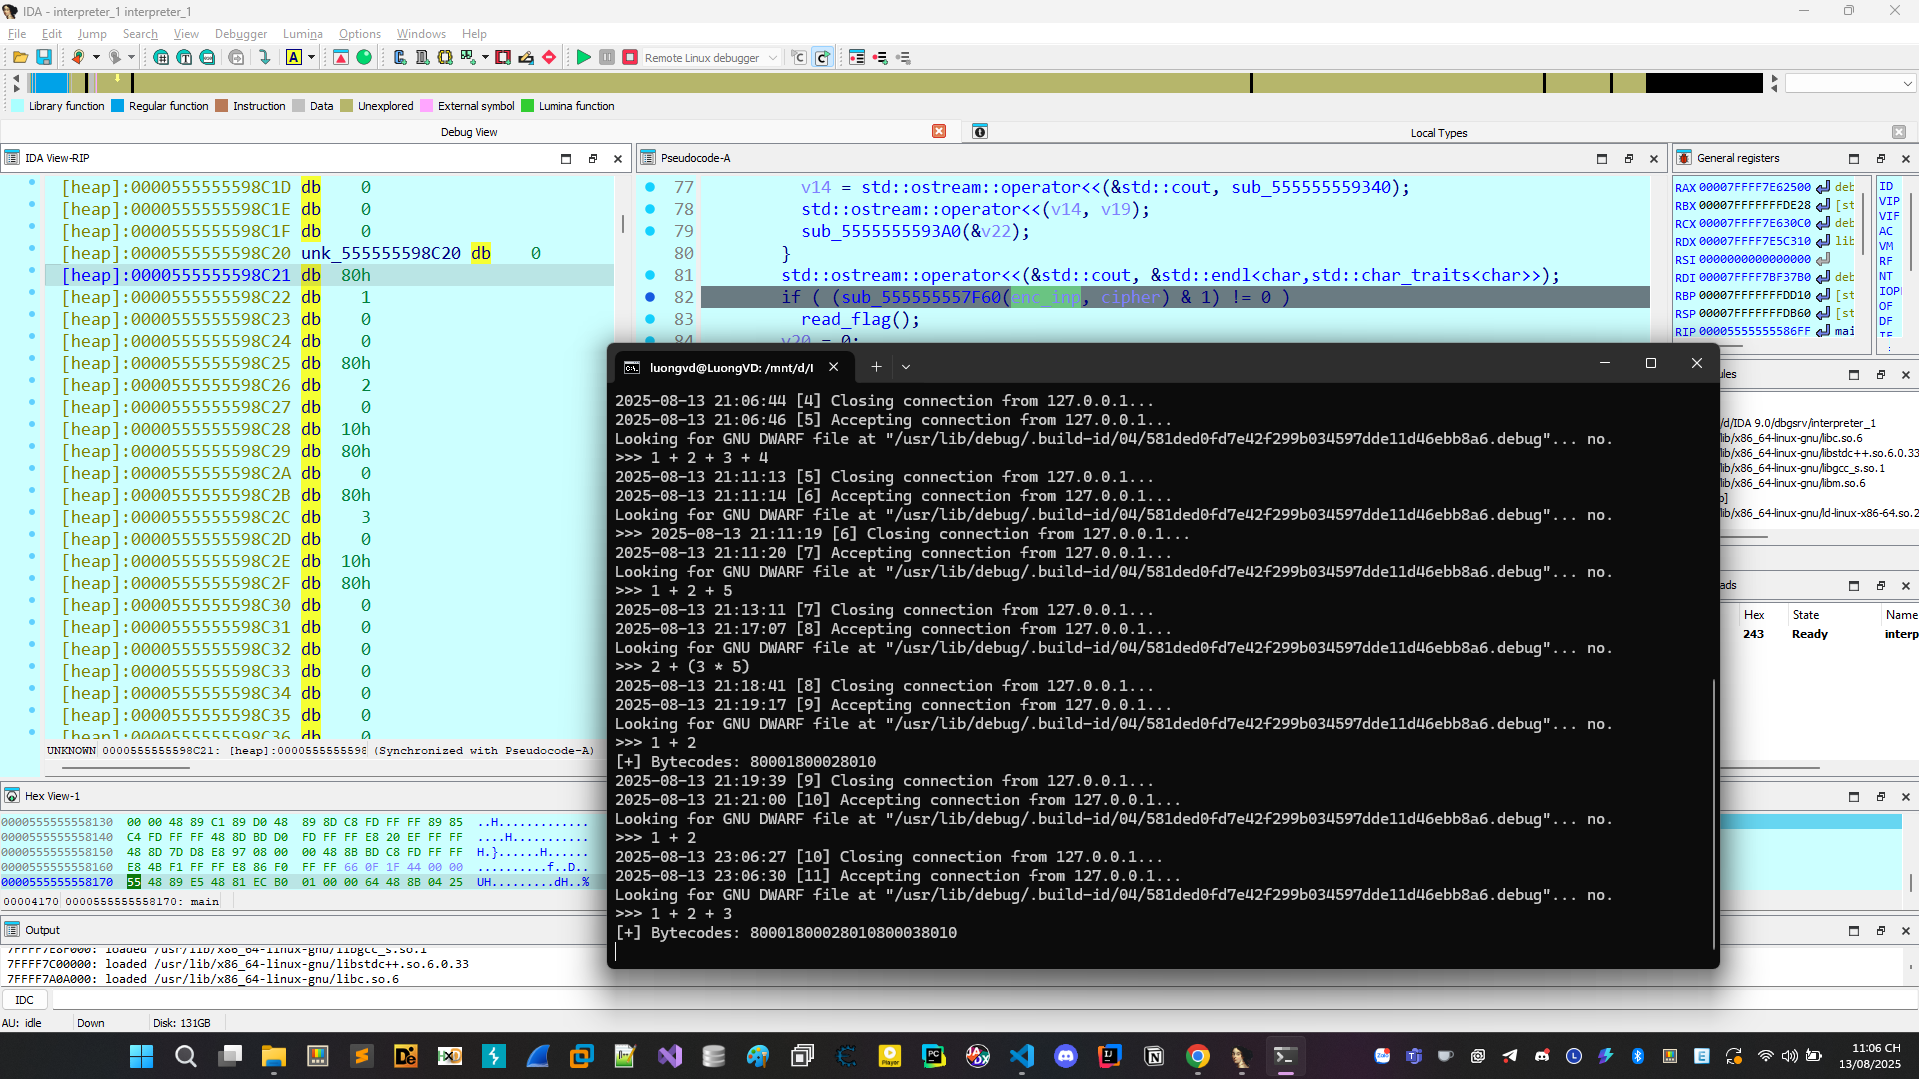 IDA - interpreter_1 interpreter_1
File Edit Jump Search View Debugger Lumina Options Windows Help
Remote Linux debugger
Library function Regular function Instruction Data Unexplored External symbol Lumina function
Debug View
Local Types
IDA View-RIP
Pseudocode-A
General registers
[heap]:0000555555598C1D db 0
[heap]:0000555555598C1E db 0
[heap]:0000555555598C1F db 0
[heap]:0000555555598C20 unk_555555598C20 db 0
[heap]:0000555555598C21 db 80h
[heap]:0000555555598C22 db 1
[heap]:0000555555598C23 db 0
[heap]:0000555555598C24 db 0
[heap]:0000555555598C25 db 80h
[heap]:0000555555598C26 db 2
[heap]:0000555555598C27 db 0
[heap]:0000555555598C28 db 10h
[heap]:0000555555598C29 db 80h
[heap]:0000555555598C2A db 0
[heap]:0000555555598C2B db 80h
[heap]:0000555555598C2C db 3
[heap]:0000555555598C2D db 0
[heap]:0000555555598C2E db 10h
[heap]:0000555555598C2F db 80h
[heap]:0000555555598C30 db 0
[heap]:0000555555598C31 db 0
[heap]:0000555555598C32 db 0
[heap]:0000555555598C33 db 0
[heap]:0000555555598C34 db 0
[heap]:0000555555598C35 db 0
[heap]:0000555555598C36 db 0
UNKNOWN 0000555555598C21: [heap]:0000555555598 (Synchronized with Pseudocode-A)
77 v14 = std::ostream::operator<<(&std::cout, sub_555555559340);
78 std::ostream::operator<<(v14, v19);
79 sub_5555555593A0(&v22);
80 }
81 std::ostream::operator<<(&std::cout, &std::endl<char,std::char_traits<char>>);
82 if ( (sub_555555557F60(enc_inp, cipher) & 1) != 0 )
83 read_flag();
84 v20 = 0;
RAX 00007FFFF7E62500 deb
RBX 00007FFFFFFFDE28 [st
RCX 00007FFFF7E630C0 deb
RDX 00007FFFF7E5C310 lib
RSI 0000000000000000
RDI 00007FFFF7BF37B0 deb
RBP 00007FFFFFFFDD10 [st
RSP 00007FFFFFFFDB60 [st
RIP 00005555555586FF mai
ID
VIP
VIF
AC
VM
RF
NT
IOPL
OF
DF
IF
ules
/d/IDA 9.0/dbgsrv/interpreter_1
lib/x86_64-linux-gnu/libc.so.6
lib/x86_64-linux-gnu/libstdc++.so.6.0.33
lib/x86_64-linux-gnu/libgcc_s.so.1
lib/x86_64-linux-gnu/libm.so.6
o]
lib/x86_64-linux-gnu/ld-linux-x86-64.so.2
ads
Hex State Name
243 Ready interp
luongvd@LuongVD: /mnt/d/I
2025-08-13 21:06:44 [4] Closing connection from 127.0.0.1...
2025-08-13 21:06:46 [5] Accepting connection from 127.0.0.1...
Looking for GNU DWARF file at "/usr/lib/debug/.build-id/04/581ded0fd7e42f299b034597dde11d46ebb8a6.debug"... no.
>>> 1 + 2 + 3 + 4
2025-08-13 21:11:13 [5] Closing connection from 127.0.0.1...
2025-08-13 21:11:14 [6] Accepting connection from 127.0.0.1...
Looking for GNU DWARF file at "/usr/lib/debug/.build-id/04/581ded0fd7e42f299b034597dde11d46ebb8a6.debug"... no.
>>> 2025-08-13 21:11:19 [6] Closing connection from 127.0.0.1...
2025-08-13 21:11:20 [7] Accepting connection from 127.0.0.1...
Looking for GNU DWARF file at "/usr/lib/debug/.build-id/04/581ded0fd7e42f299b034597dde11d46ebb8a6.debug"... no.
>>> 1 + 2 + 5
2025-08-13 21:13:11 [7] Closing connection from 127.0.0.1...
2025-08-13 21:17:07 [8] Accepting connection from 127.0.0.1...
Looking for GNU DWARF file at "/usr/lib/debug/.build-id/04/581ded0fd7e42f299b034597dde11d46ebb8a6.debug"... no.
>>> 2 + (3 * 5)
2025-08-13 21:18:41 [8] Closing connection from 127.0.0.1...
2025-08-13 21:19:17 [9] Accepting connection from 127.0.0.1...
Looking for GNU DWARF file at "/usr/lib/debug/.build-id/04/581ded0fd7e42f299b034597dde11d46ebb8a6.debug"... no.
>>> 1 + 2
[+] Bytecodes: 80001800028010
2025-08-13 21:19:39 [9] Closing connection from 127.0.0.1...
2025-08-13 21:21:00 [10] Accepting connection from 127.0.0.1...
Looking for GNU DWARF file at "/usr/lib/debug/.build-id/04/581ded0fd7e42f299b034597dde11d46ebb8a6.debug"... no.
>>> 1 + 2
2025-08-13 23:06:27 [10] Closing connection from 127.0.0.1...
2025-08-13 23:06:30 [11] Accepting connection from 127.0.0.1...
Looking for GNU DWARF file at "/usr/lib/debug/.build-id/04/581ded0fd7e42f299b034597dde11d46ebb8a6.debug"... no.
>>> 1 + 2 + 3
[+] Bytecodes: 80001800028010800038010
Hex View-1
0000555555558130 00 00 48 89 C1 89 D0 48 89 8D C8 FD FF FF 89 85 ..H.............
0000555555558140 C4 FD FF FF 48 8D BD D0 FD FF FF E8 20 EF FF FF ....H...........
0000555555558150 48 8D 7D D8 E8 97 08 00 00 48 8B BD C8 FD FF FF H.}......H......
0000555555558160 E8 4B F1 FF FF E8 86 F0 FF FF 66 0F 1F 44 00 00 ..........f..D..
0000555555558170 55 48 89 E5 48 81 EC B0 01 00 00 64 48 8B 04 25 UH.........dH..%
00004170 0000555555558170: main
Output
7FFFF7E8F000: loaded /usr/lib/x86_64-linux-gnu/libgcc_s.so.1
7FFFF7C00000: loaded /usr/lib/x86_64-linux-gnu/libstdc++.so.6.0.33
7FFFF7A0A000: loaded /usr/lib/x86_64-linux-gnu/libc.so.6
IDC
AU: idle Down Disk: 131GB
11:06 CH
13/08/2025